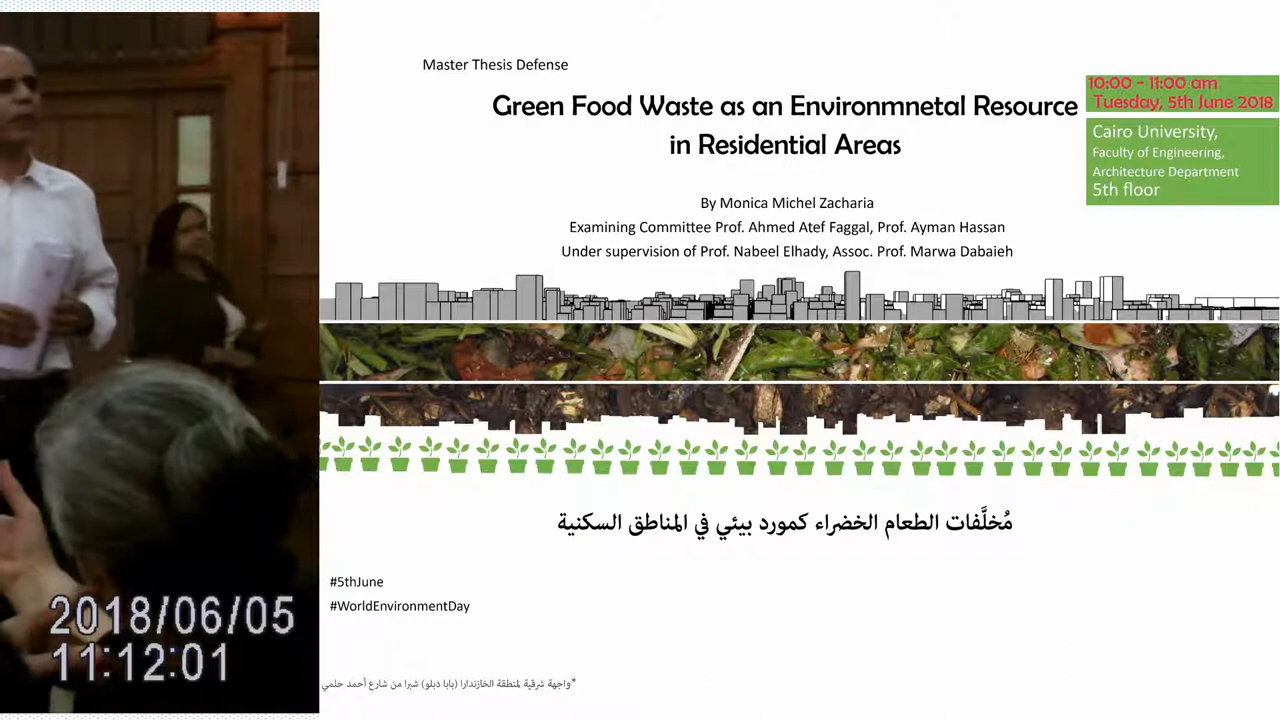 Master Thesis Defense
Green Food Waste as an Environmnetal Resource
in Residential Areas
10:00 - 11:00 am
Tuesday, 5th June 2018
Cairo University,
Faculty of Engineering,
Architecture Department
5th floor
By Monica Michel Zacharia
Examining Committee Prof. Ahmed Atef Faggal, Prof. Ayman Hassan
Under supervision of Prof. Nabeel Elhady, Assoc. Prof. Marwa Dabaieh
مُخلَّفات الطعام الخضراء كمورد بيئي في المناطق السكنية
#5thJune
#WorldEnvironmentDay
*واجهة شرقية لمنطقة الخازندارا (بابا دبلو) شبرا من شارع أحمد حلمي
2018/06/05
11:12:01